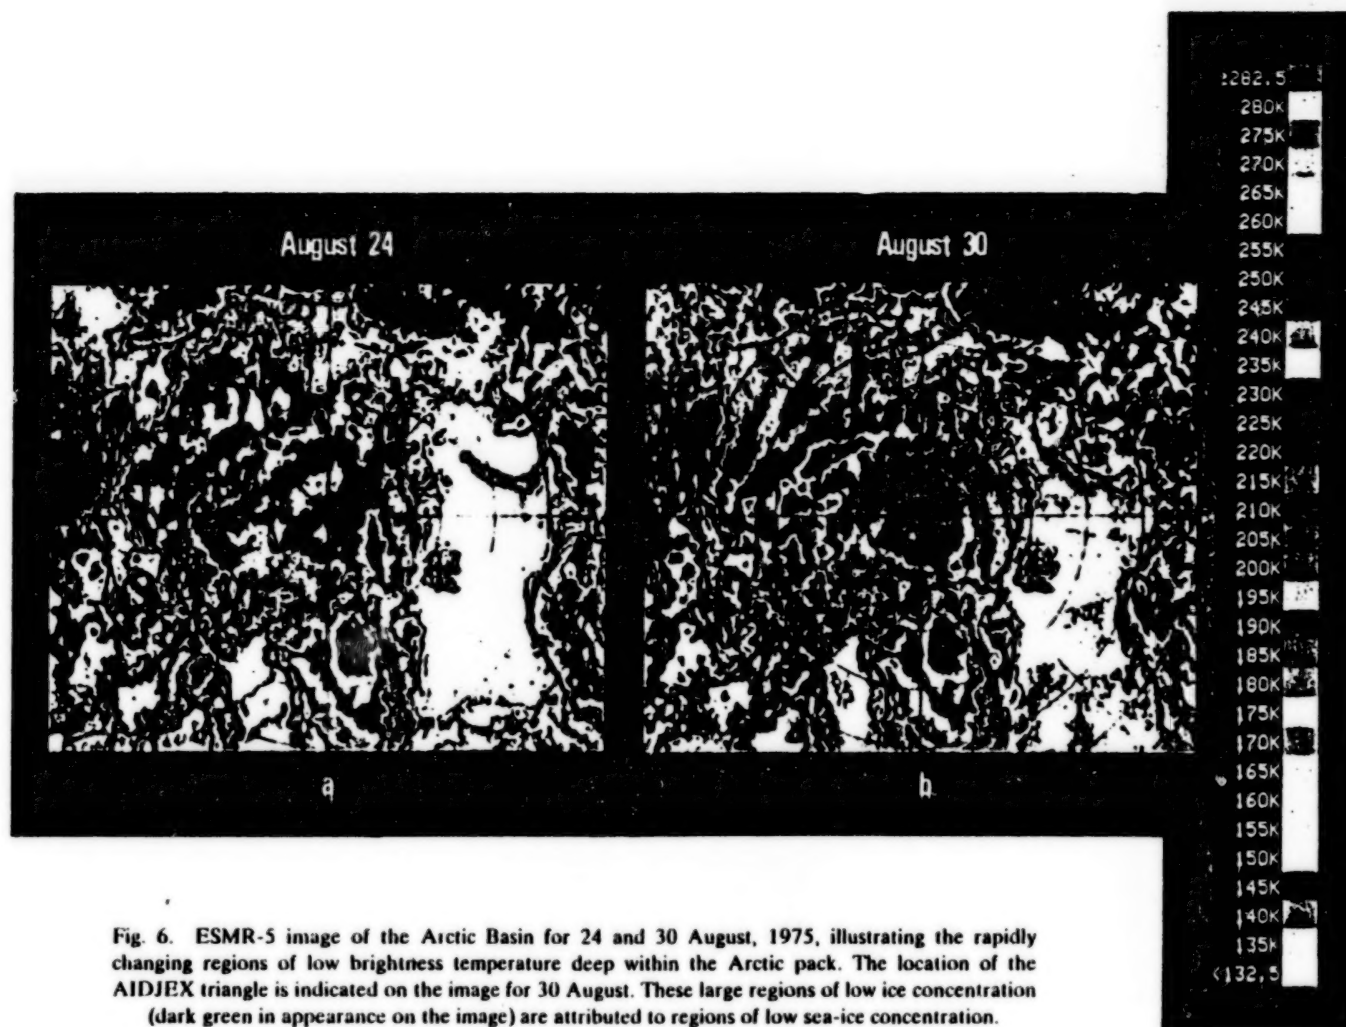 ≥282.5
280K
275K
270K
265K
260K
255K
250K
245K
240K
235K
230K
225K
220K
215K
210K
205K
200K
195K
190K
185K
180K
175K
170K
165K
160K
155K
150K
145K
140K
135K
<132.5
August 24
August 30
a
b
Fig. 6. ESMR-5 image of the Arctic Basin for 24 and 30 August, 1975, illustrating the rapidly
changing regions of low brightness temperature deep within the Arctic pack. The location of the
AIDJEX triangle is indicated on the image for 30 August. These large regions of low ice concentration
(dark green in appearance on the image) are attributed to regions of low sea-ice concentration.